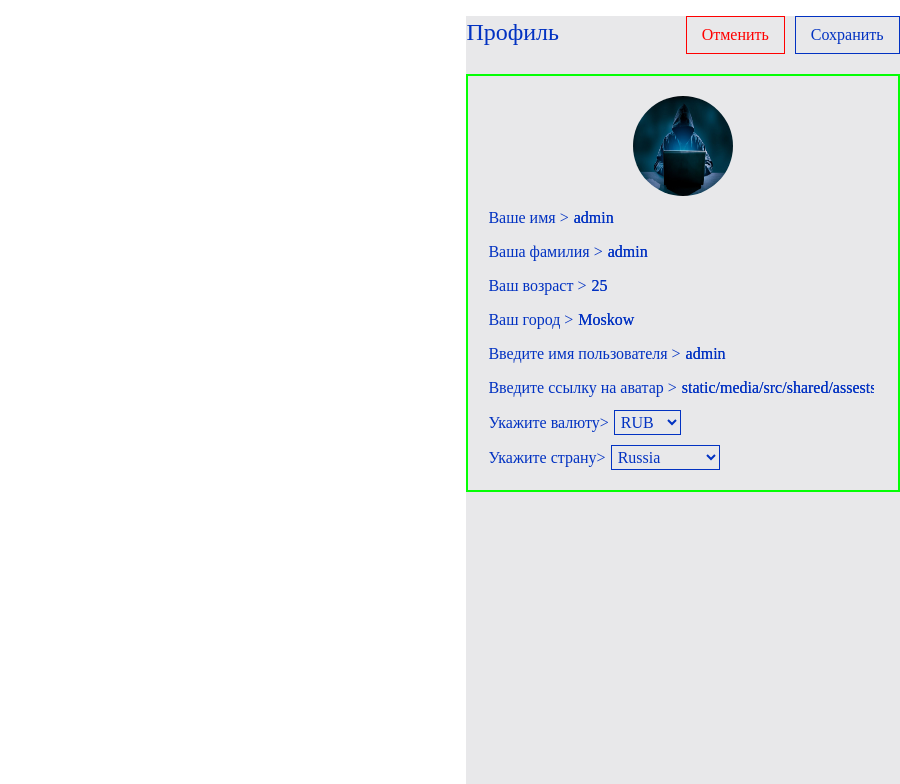 Профиль Отменить Сохранить
Ваше имя > admin
Ваша фамилия > admin
Ваш возраст > 25
Ваш город > Moskow
Введите имя пользователя > admin
Введите ссылку на аватар > static/media/src/shared/assests
Укажите валюту> RUB
Укажите страну> Russia